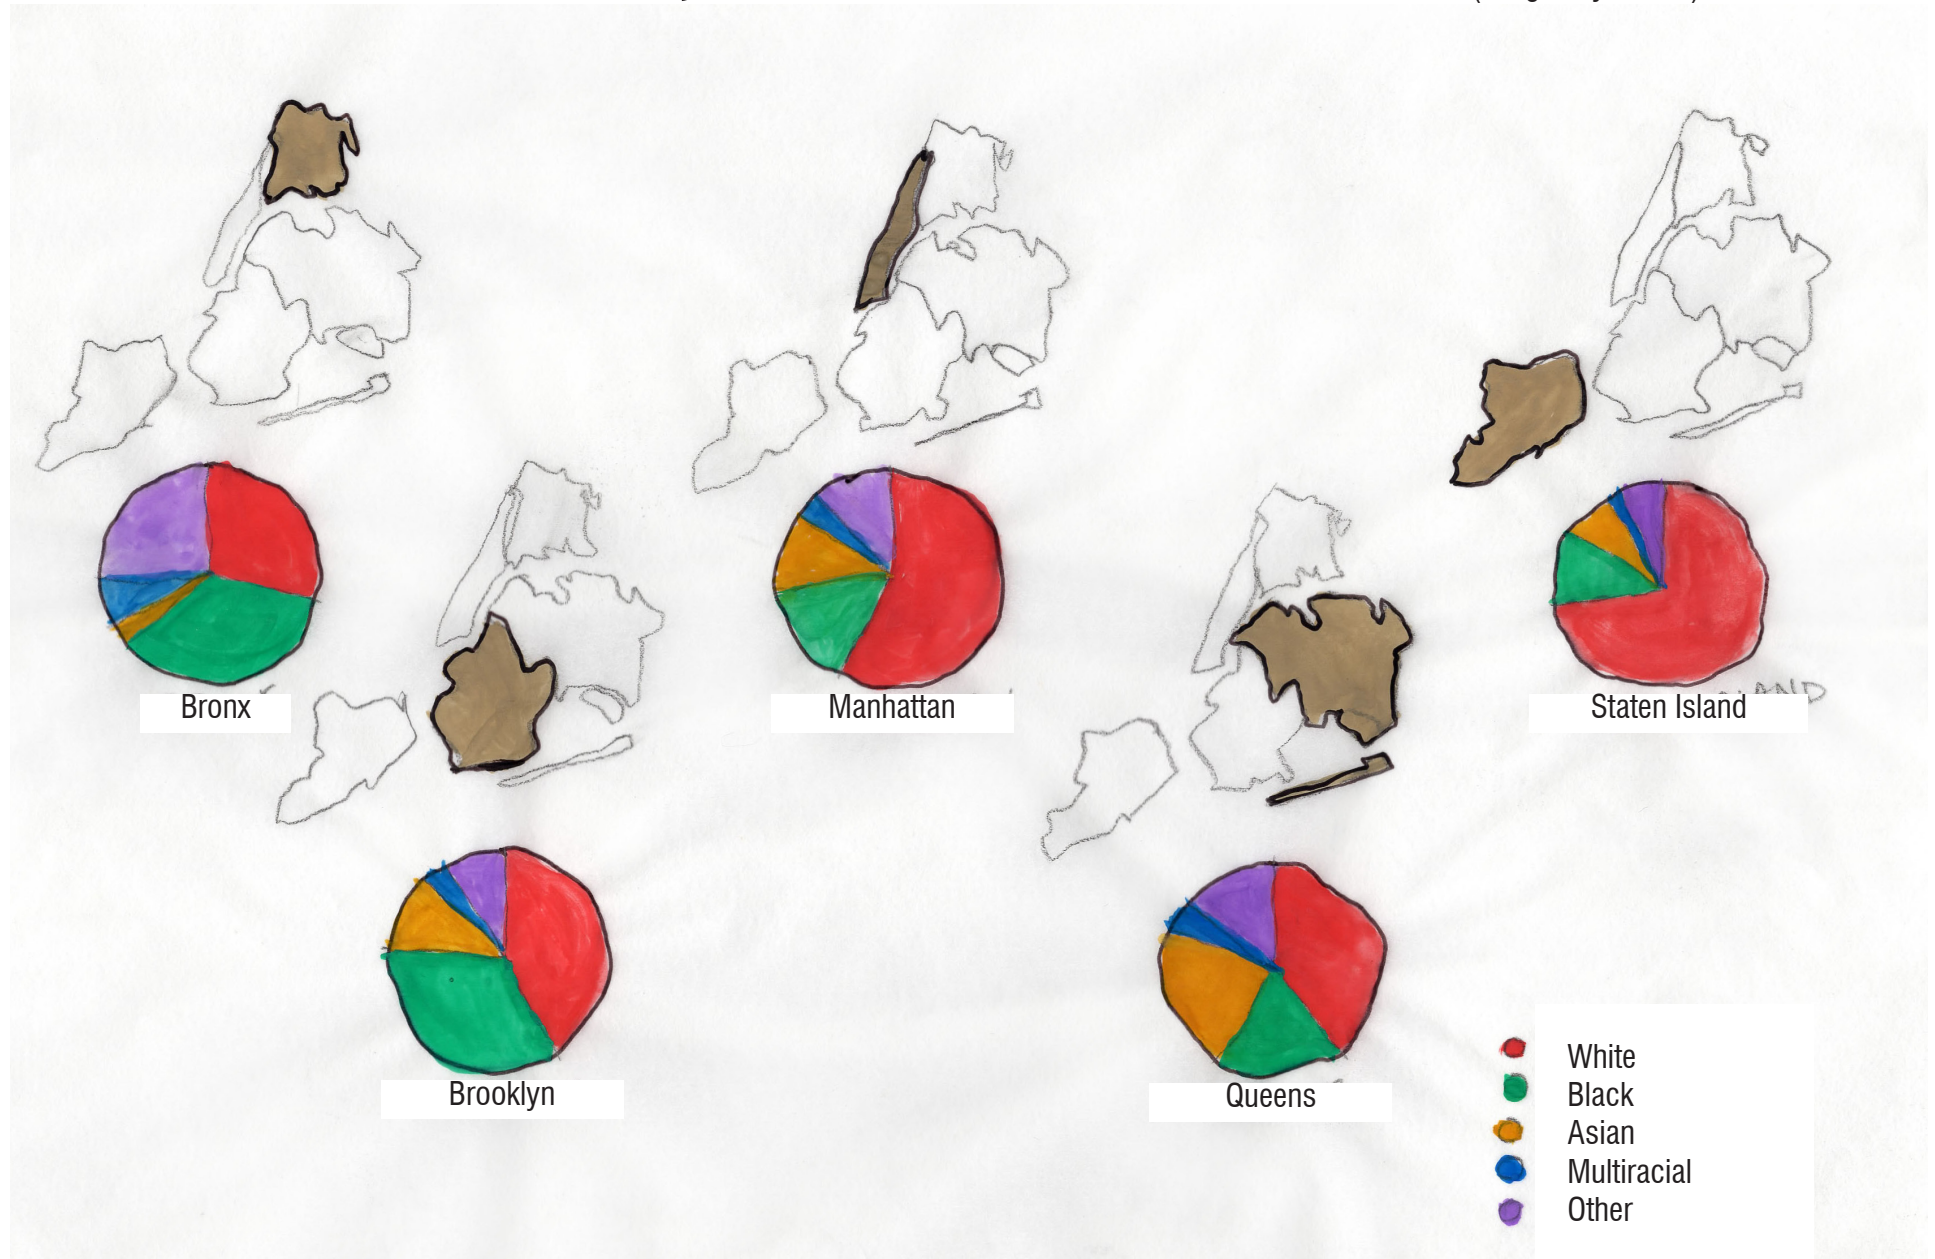 Bronx
Manhattan
Staten Island
Brooklyn
Queens
White
Black
Asian
Multiracial
Other